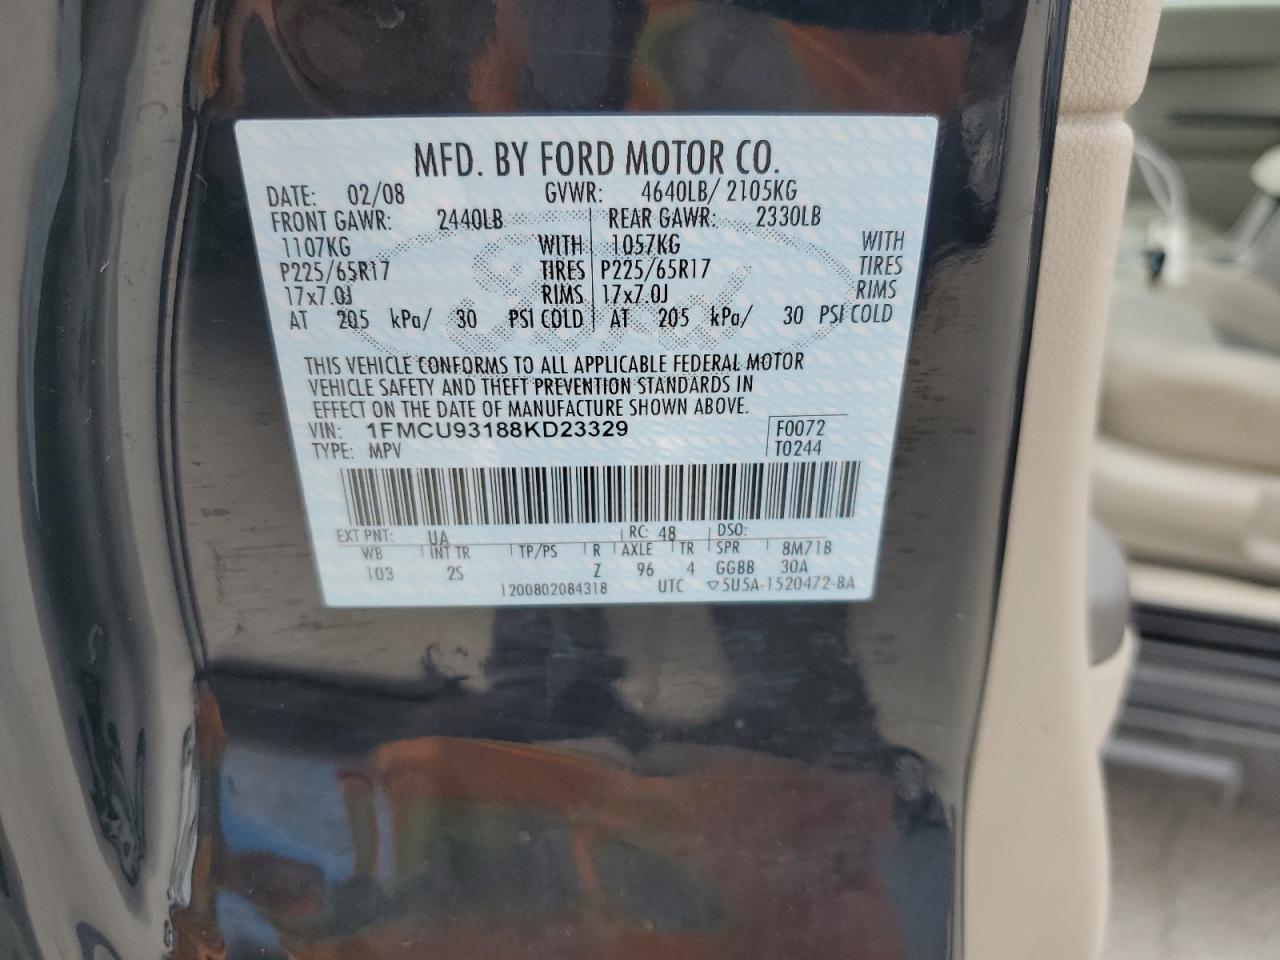 MFD. BY FORD MOTOR CO.
DATE: 02/08 GVWR: 4640LB/ 2105KG
FRONT GAWR: 2440LB REAR GAWR: 2330LB
1107KG WITH 1057KG WITH
P225/65R17 TIRES P225/65R17 TIRES
17x7.0J RIMS 17x7.0J RIMS
AT 205 kPa/ 30 PSI COLD AT 205 kPa/ 30 PSI COLD
THIS VEHICLE CONFORMS TO ALL APPLICABLE FEDERAL MOTOR
VEHICLE SAFETY AND THEFT PREVENTION STANDARDS IN
EFFECT ON THE DATE OF MANUFACTURE SHOWN ABOVE.
VIN: 1FMCU93188KD23329 F0072
TYPE: MPV T0244
EXT PNT: UA RC: 48 DSO:
WB INT TR TP/PS R AXLE TR SPR 8M71B
103 2S Z 96 4 GGBB 30A
1200802084318 UTC ▽5U5A-1520472-BA